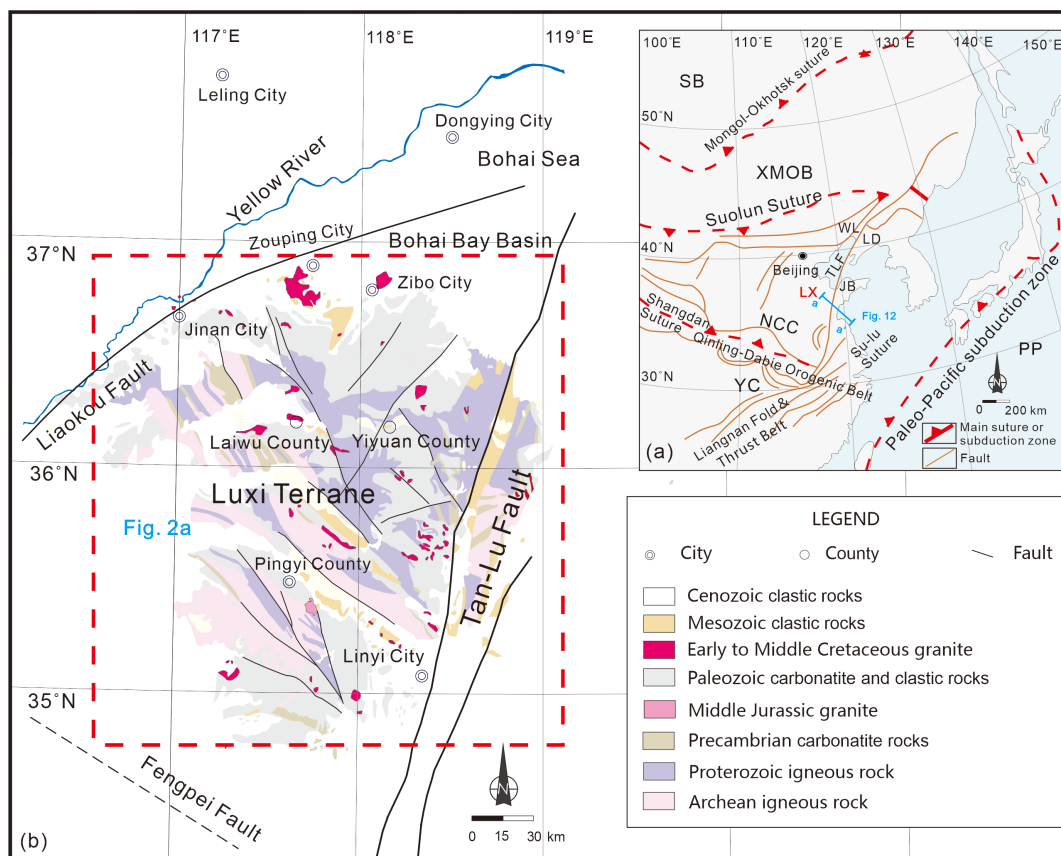 117°E
118°E
119°E
Leling City
Dongying City
Bohai Sea
Yellow River
Zouping City
Bohai Bay Basin
37°N
Zibo City
Jinan City
Liaokou Fault
Laiwu County
Yiyuan County
36°N
Luxi Terrane
Fig. 2a
Tan-Lu Fault
Pingyi County
Linyi City
35°N
Fengpei Fault
N
0 15 30 km
(b)
100°E
110°E
120°E
130°E
140°E
150°E
SB
Mongol-Okhotsk suture
50°N
XMOB
Suolun Suture
WL
LD
40°N
Beijing
TLF
JB
LX
a
Fig. 12
a'
Shangdan
Suture
NCC
Su-lu
Suture
Qinling-Dabie Orogenic Belt
Paleo-Pacific subduction zone
PP
30°N
YC
Liangnan Fold &
Thrust Belt
N
0 200 km
Main suture or
subduction zone
Fault
(a)
LEGEND
City
County
Fault
Cenozoic clastic rocks
Mesozoic clastic rocks
Early to Middle Cretaceous granite
Paleozoic carbonatite and clastic rocks
Middle Jurassic granite
Precambrian carbonatite rocks
Proterozoic igneous rock
Archean igneous rock